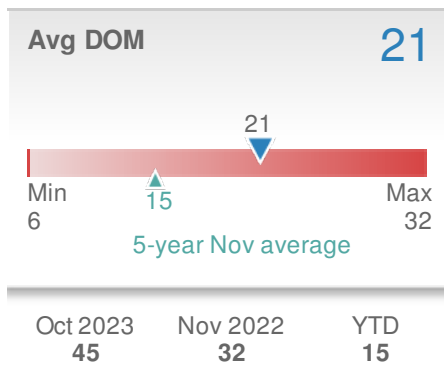 Avg DOM 21
21
15
Min Max
6 32
5-year Nov average
Oct 2023 Nov 2022 YTD
45 32 15